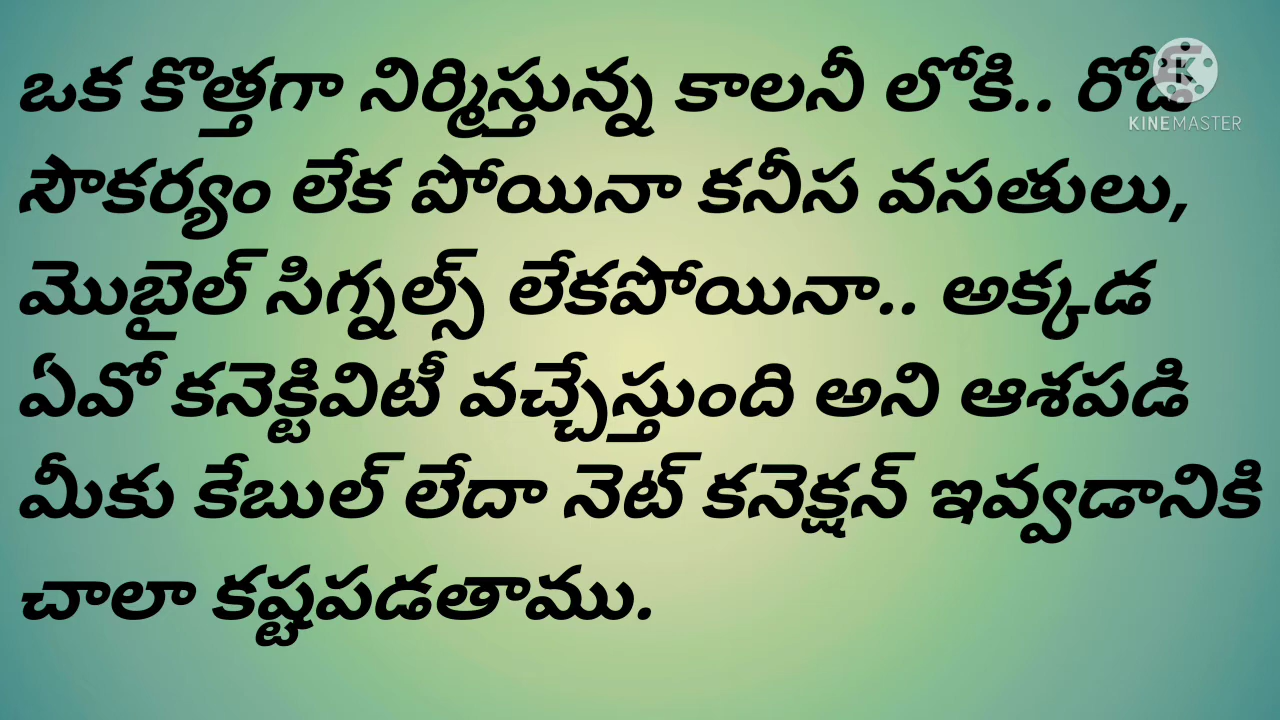 ఒక కొత్తగా నిర్మిస్తున్న కాలనీ లోకి.. రోడ్
సౌకర్యం లేక పోయినా కనీస వసతులు,
మొబైల్ సిగ్నల్స్ లేకపోయినా.. అక్కడ
ఏవో కనెక్టివిటీ వచ్చేస్తుంది అని ఆశపడి
మీకు కేబుల్ లేదా నెట్ కనెక్షన్ ఇవ్వడానికి
చాలా కష్టపడతాము.
K
KINEMASTER